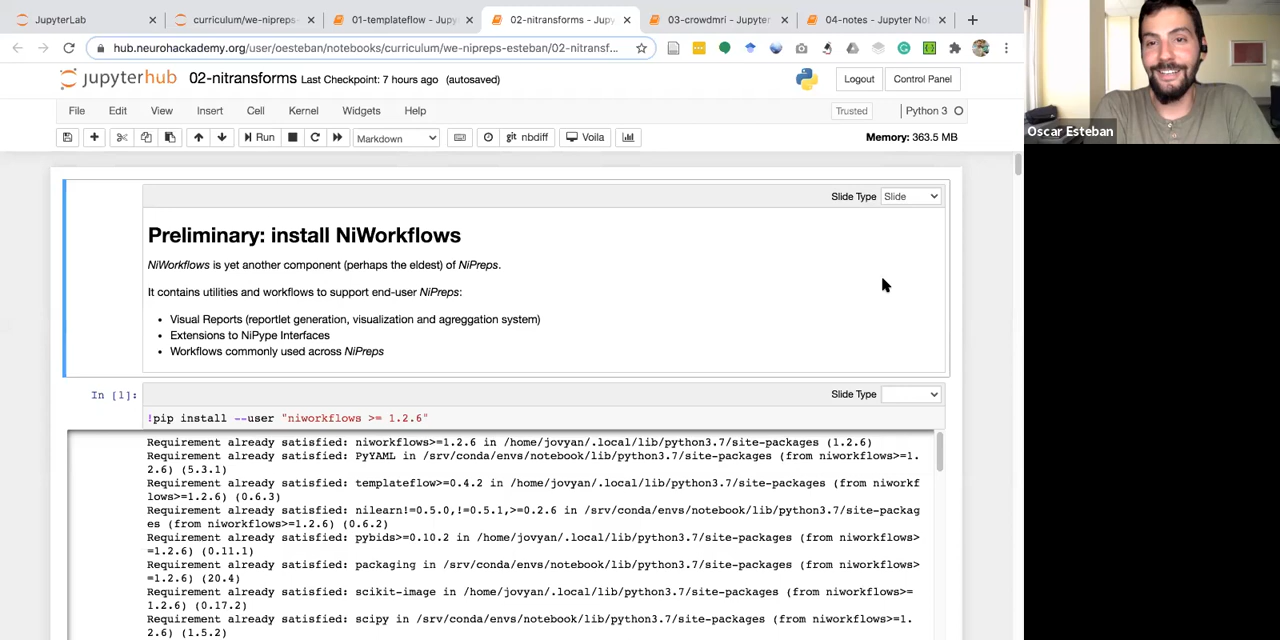 JupyterLab
curriculum/we-nipreps-
01-templateflow - Jupyter
02-nitransforms - Jupy
03-crowdmri - Jupyter
04-notes - Jupyter Not
hub.neurohackademy.org/user/oesteban/notebooks/curriculum/we-nipreps-esteban/02-nitransf...
jupyterhub 02-nitransforms Last Checkpoint: 7 hours ago (autosaved)
Logout Control Panel
File Edit View Insert Cell Kernel Widgets Help
Trusted Python 3
Run Markdown nbdiff Voila Memory: 363.5 MB
Oscar Esteban
Slide Type Slide
Preliminary: install NiWorkflows
NiWorkflows is yet another component (perhaps the eldest) of NiPreps.
It contains utilities and workflows to support end-user NiPreps:
• Visual Reports (reportlet generation, visualization and agreggation system)
• Extensions to NiPype Interfaces
• Workflows commonly used across NiPreps
In [1]: Slide Type
!pip install --user "niworkflows >= 1.2.6"
Requirement already satisfied: niworkflows>=1.2.6 in /home/jovyan/.local/lib/python3.7/site-packages (1.2.6)
Requirement already satisfied: PyYAML in /srv/conda/envs/notebook/lib/python3.7/site-packages (from niworkflows>=1.
2.6) (5.3.1)
Requirement already satisfied: templateflow>=0.4.2 in /home/jovyan/.local/lib/python3.7/site-packages (from niworkf
lows>=1.2.6) (0.6.3)
Requirement already satisfied: nilearn!=0.5.0,!=0.5.1,>=0.2.6 in /srv/conda/envs/notebook/lib/python3.7/site-packag
es (from niworkflows>=1.2.6) (0.6.2)
Requirement already satisfied: pybids>=0.10.2 in /home/jovyan/.local/lib/python3.7/site-packages (from niworkflows>
=1.2.6) (0.11.1)
Requirement already satisfied: packaging in /srv/conda/envs/notebook/lib/python3.7/site-packages (from niworkflows>
=1.2.6) (20.4)
Requirement already satisfied: scikit-image in /home/jovyan/.local/lib/python3.7/site-packages (from niworkflows>=
1.2.6) (0.17.2)
Requirement already satisfied: scipy in /srv/conda/envs/notebook/lib/python3.7/site-packages (from niworkflows>=1.
2.6) (1.5.2)